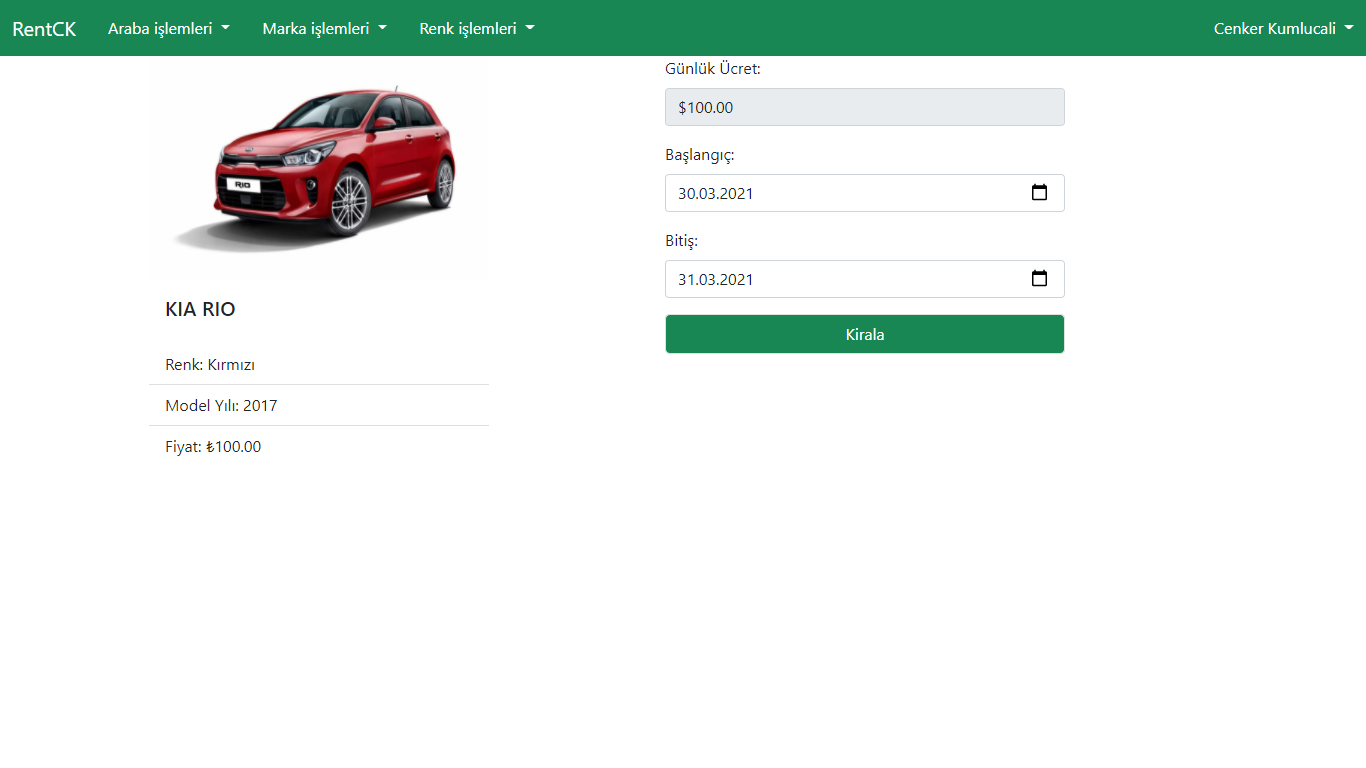 RentCK Araba işlemleri Marka işlemleri Renk işlemleri Cenker Kumlucali
RIO
KIA RIO
Renk: Kırmızı
Model Yılı: 2017
Fiyat: ₺100.00
Günlük Ücret:
$100.00
Başlangıç:
30.03.2021
Bitiş:
31.03.2021
Kirala